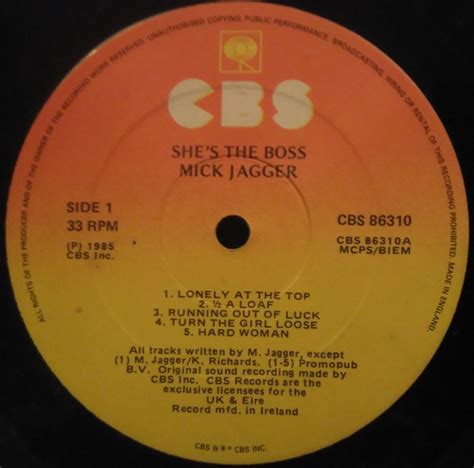 ALL RIGHTS OF THE PRODUCER AND OF THE OWNER OF THE RECORDED WORK RESERVED. UNAUTHORISED COPYING, PUBLIC PERFORMANCE, BROADCASTING, HIRING OR RENTAL OF THIS RECORDING PROHIBITED. MADE IN ENGLAND.
CBS
SHE'S THE BOSS
MICK JAGGER
SIDE 1
33 RPM
(P) 1985
CBS Inc.
CBS 86310
CBS 86310A
MCPS/BIEM
1. LONELY AT THE TOP
2. ½ A LOAF
3. RUNNING OUT OF LUCK
4. TURN THE GIRL LOOSE
5. HARD WOMAN
All tracks written by M. Jagger, except
(1) M. Jagger/K. Richards. (1-5) Promopub
B.V. Original sound recording made by
CBS Inc. CBS Records are the
exclusive licensees for the
UK & Eire
Record mfd. in Ireland
CBS & ® CBS INC.